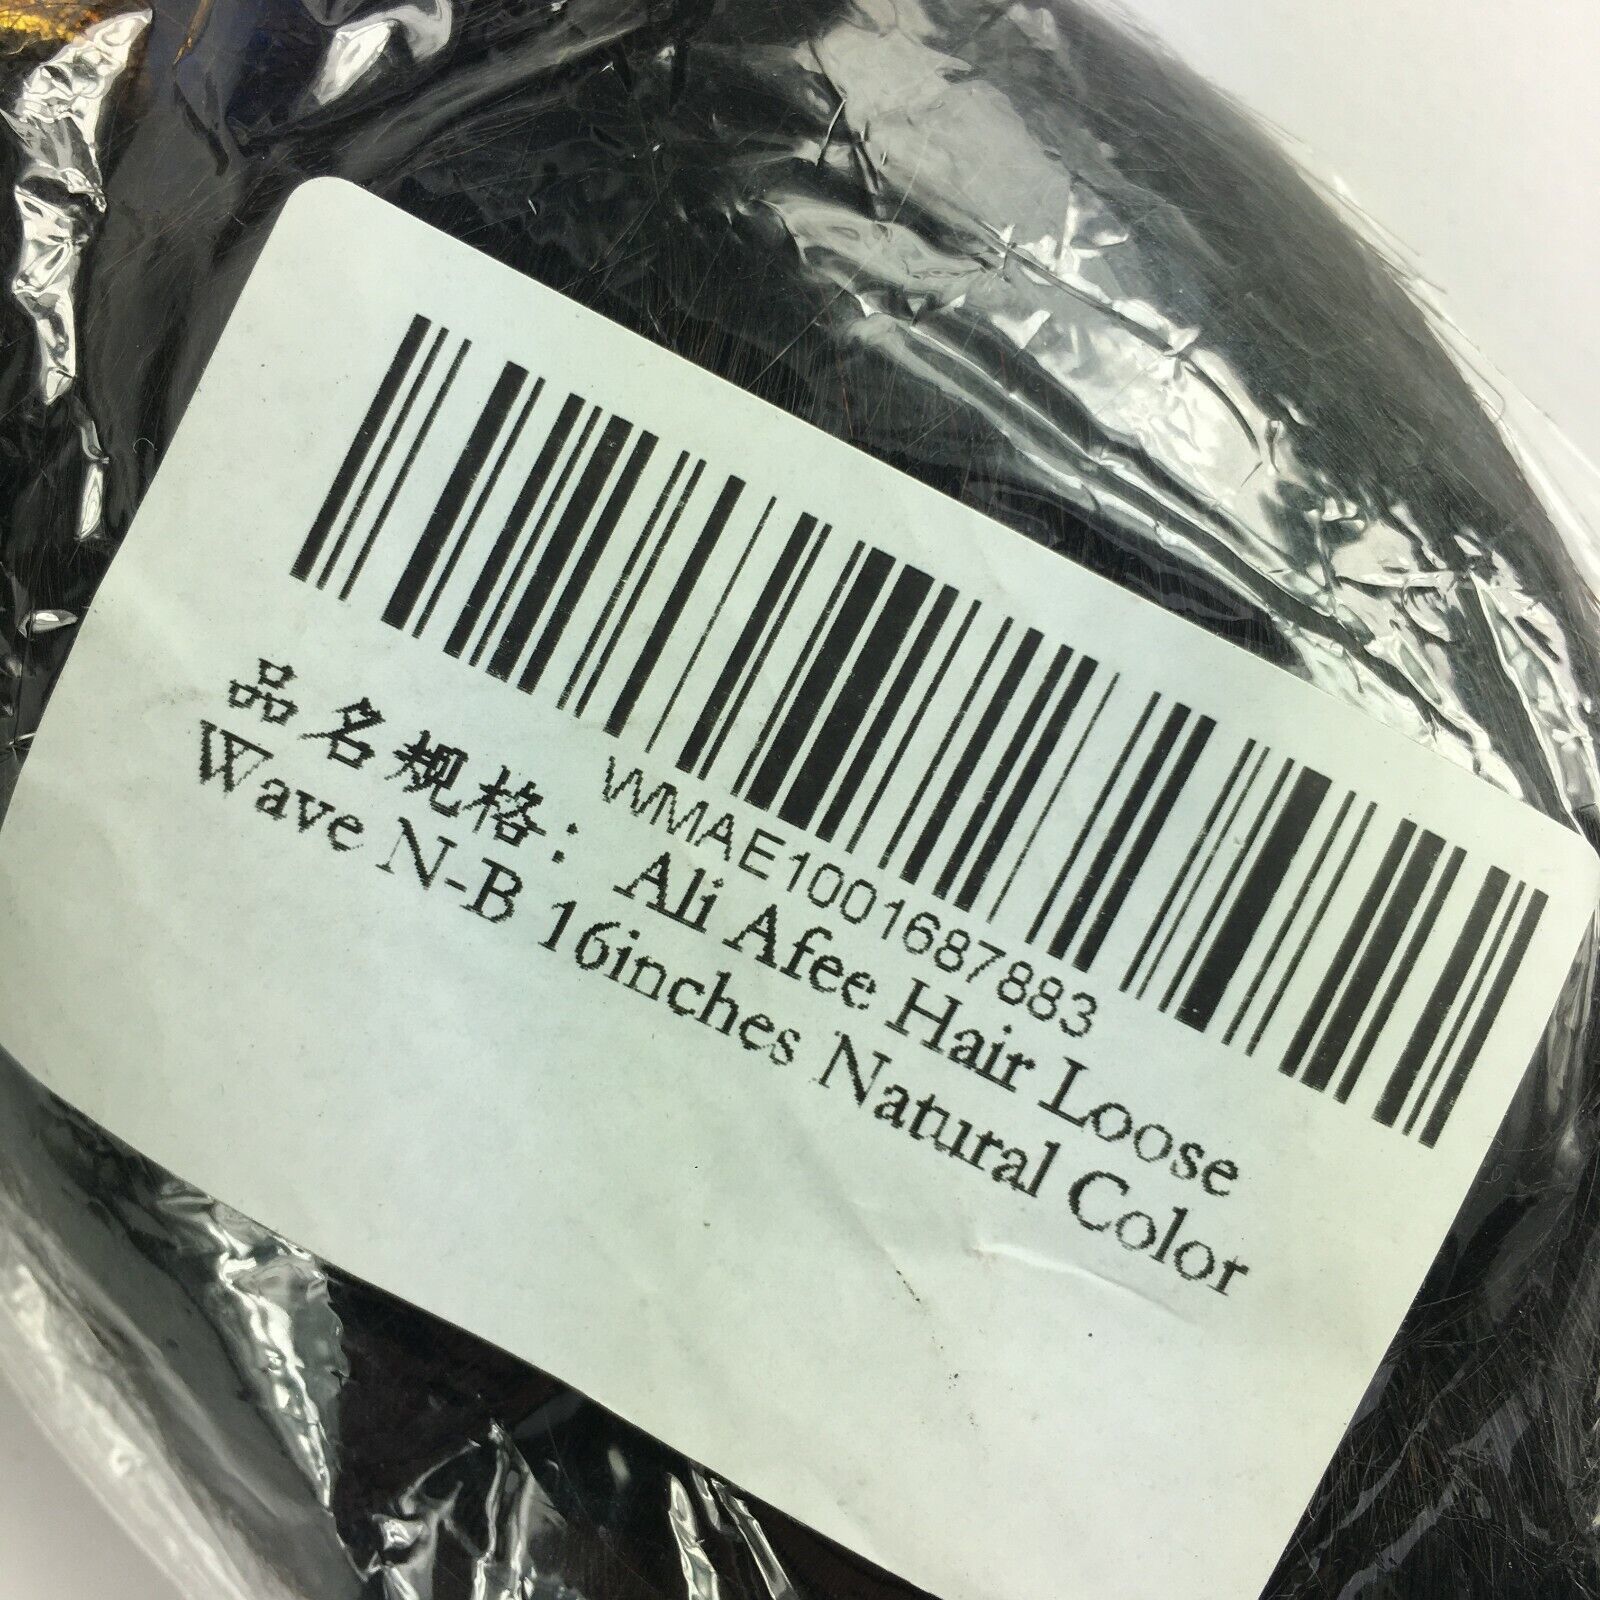 WMAE1001687883
品名规格：Ali Afee Hair Loose
Wave N-B 16inches Natural Color